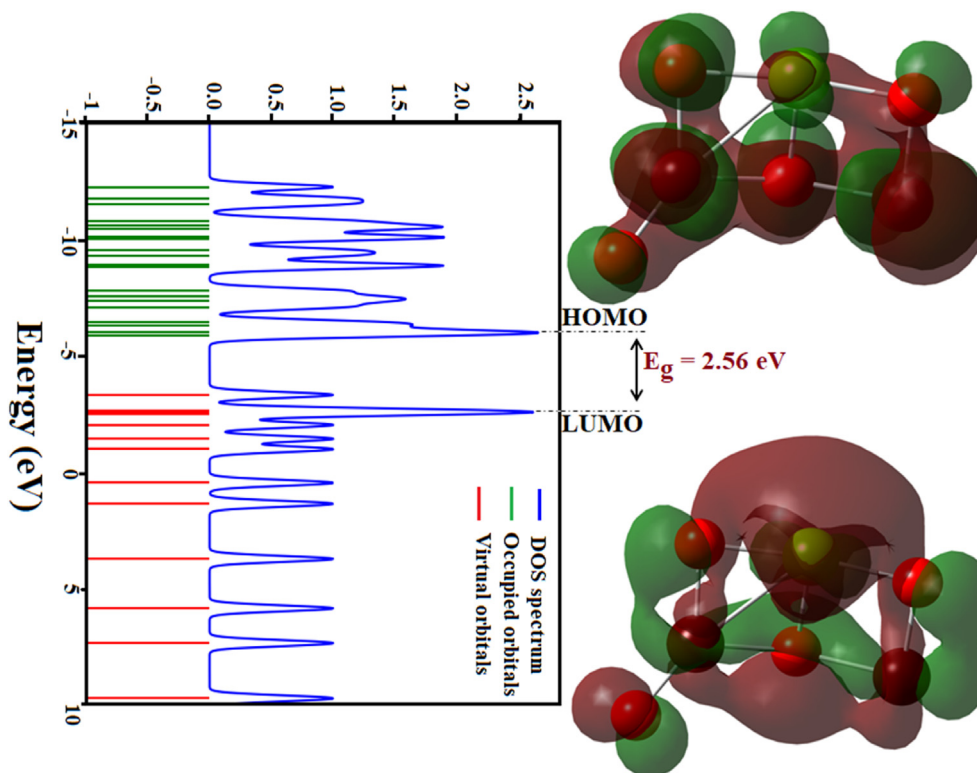 -1
-0.5
0.0
0.5
1.0
1.5
2.0
2.5
-15
-10
-5
0
5
10
Energy (eV)
HOMO
Eg = 2.56 eV
LUMO
DOS spectrum
Occupied orbitals
Virtual orbitals